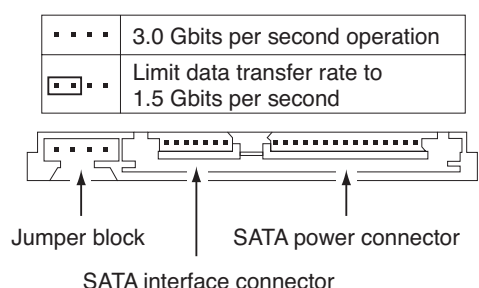 3.0 Gbits per second operation
Limit data transfer rate to
1.5 Gbits per second
Jumper block
SATA power connector
SATA interface connector